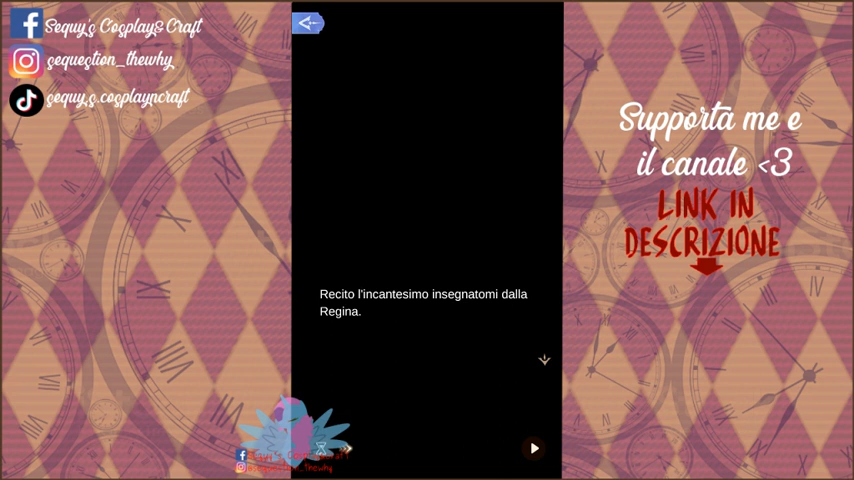 Sequy's Cosplay&Craft
sequestion_thewhy
sequy.s.cosplayncraft
Supporta me e
il canale <3
LINK IN
DESCRIZIONE
Recito l'incantesimo insegnatomi dalla
Regina.